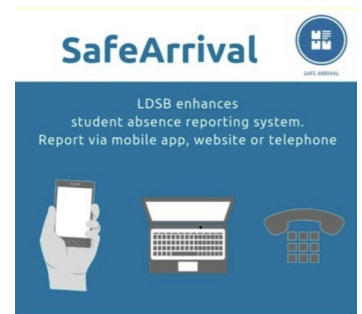 SafeArrival
SAFE ARRIVAL
LDSB enhances
student absence reporting system.
Report via mobile app, website or telephone